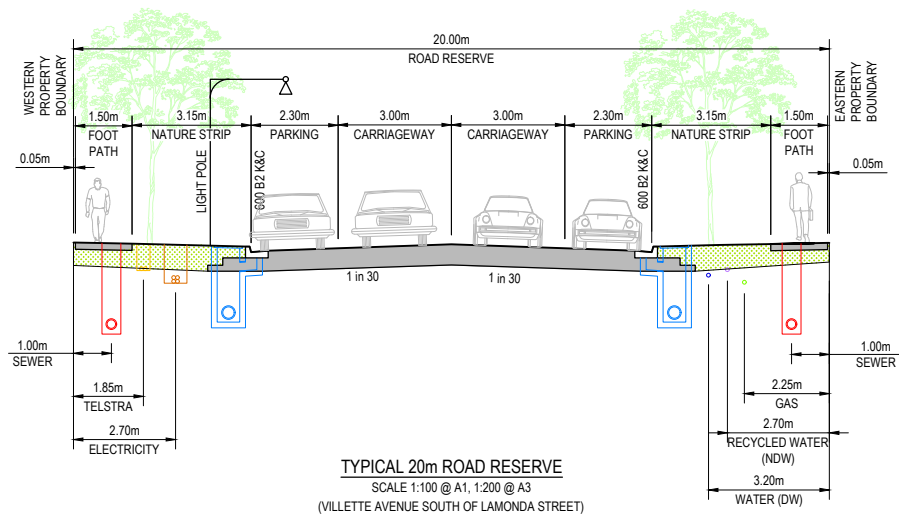 20.00m
ROAD RESERVE
WESTERN
PROPERTY
BOUNDARY
EASTERN
PROPERTY
BOUNDARY
1.50m
FOOT
PATH
3.15m
NATURE STRIP
2.30m
PARKING
3.00m
CARRIAGEWAY
3.00m
CARRIAGEWAY
2.30m
PARKING
3.15m
NATURE STRIP
1.50m
FOOT
PATH
0.05m
LIGHT POLE
600 B2 K&C
600 B2 K&C
0.05m
1 in 30
1 in 30
1.00m
SEWER
1.85m
TELSTRA
2.70m
ELECTRICITY
1.00m
SEWER
2.25m
GAS
2.70m
RECYCLED WATER
(NDW)
3.20m
WATER (DW)
TYPICAL 20m ROAD RESERVE
SCALE 1:100 @ A1, 1:200 @ A3
(VILLETTE AVENUE SOUTH OF LAMONDA STREET)